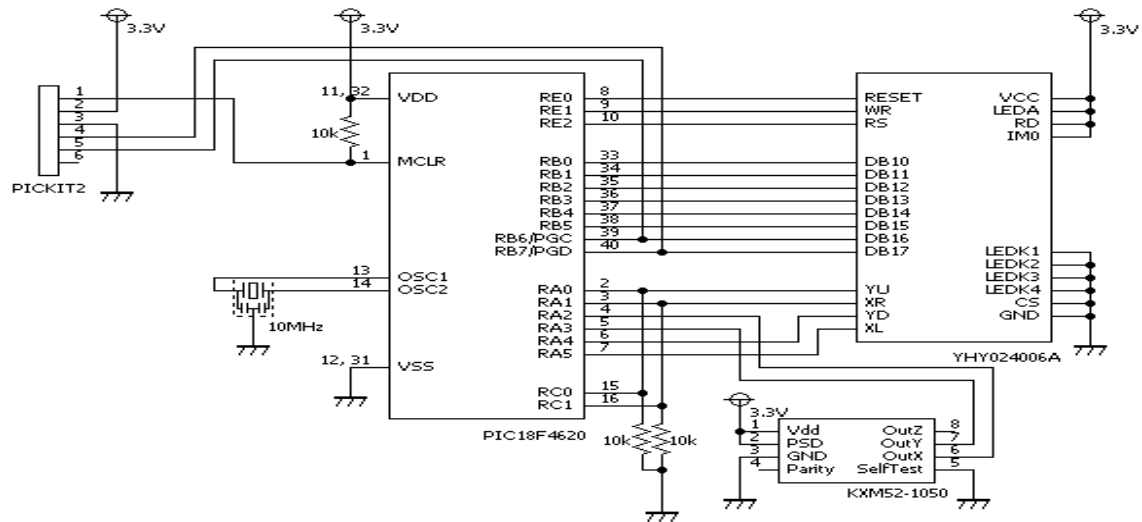 3.3V
3.3V
3.3V
1
2
3
4
5
6
PICKIT2
11, 32 VDD
10k
1 MCLR
13 OSC1
14 OSC2
10MHz
12, 31 VSS
RE0 8
RE1 9
RE2 10
RB0 33
RB1 34
RB2 35
RB3 36
RB4 37
RB5 38
RB6/PGC 39
RB7/PGD 40
RA0 2
RA1 3
RA2 4
RA3 5
RA4 6
RA5 7
RC0 15
RC1 16
PIC18F4620
10k 10k
RESET VCC
WR LEDA
RS RD
IM0
DB10
DB11
DB12
DB13
DB14
DB15
DB16
DB17
LEDK1
LEDK2
LEDK3
LEDK4
CS
GND
YU
XR
YD
XL
YHY024006A
3.3V
1 Vdd OutZ 8
2 PSD OutY 7
3 GND OutX 6
4 Parity SelfTest 5
KXM52-1050